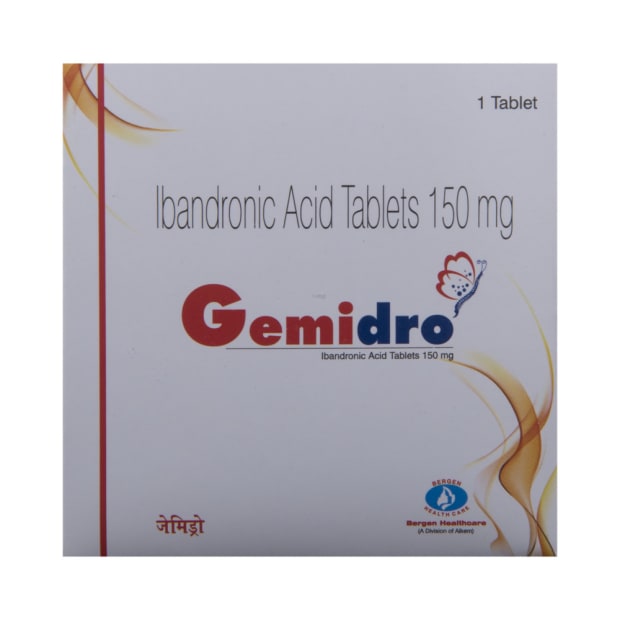 1 Tablet
Ibandronic Acid Tablets 150 mg
Gemidro
Ibandronic Acid Tablets 150 mg
जेमिड्रो
BERGEN
HEALTH-CARE
Bergen Healthcare
(A Division of Alkem)